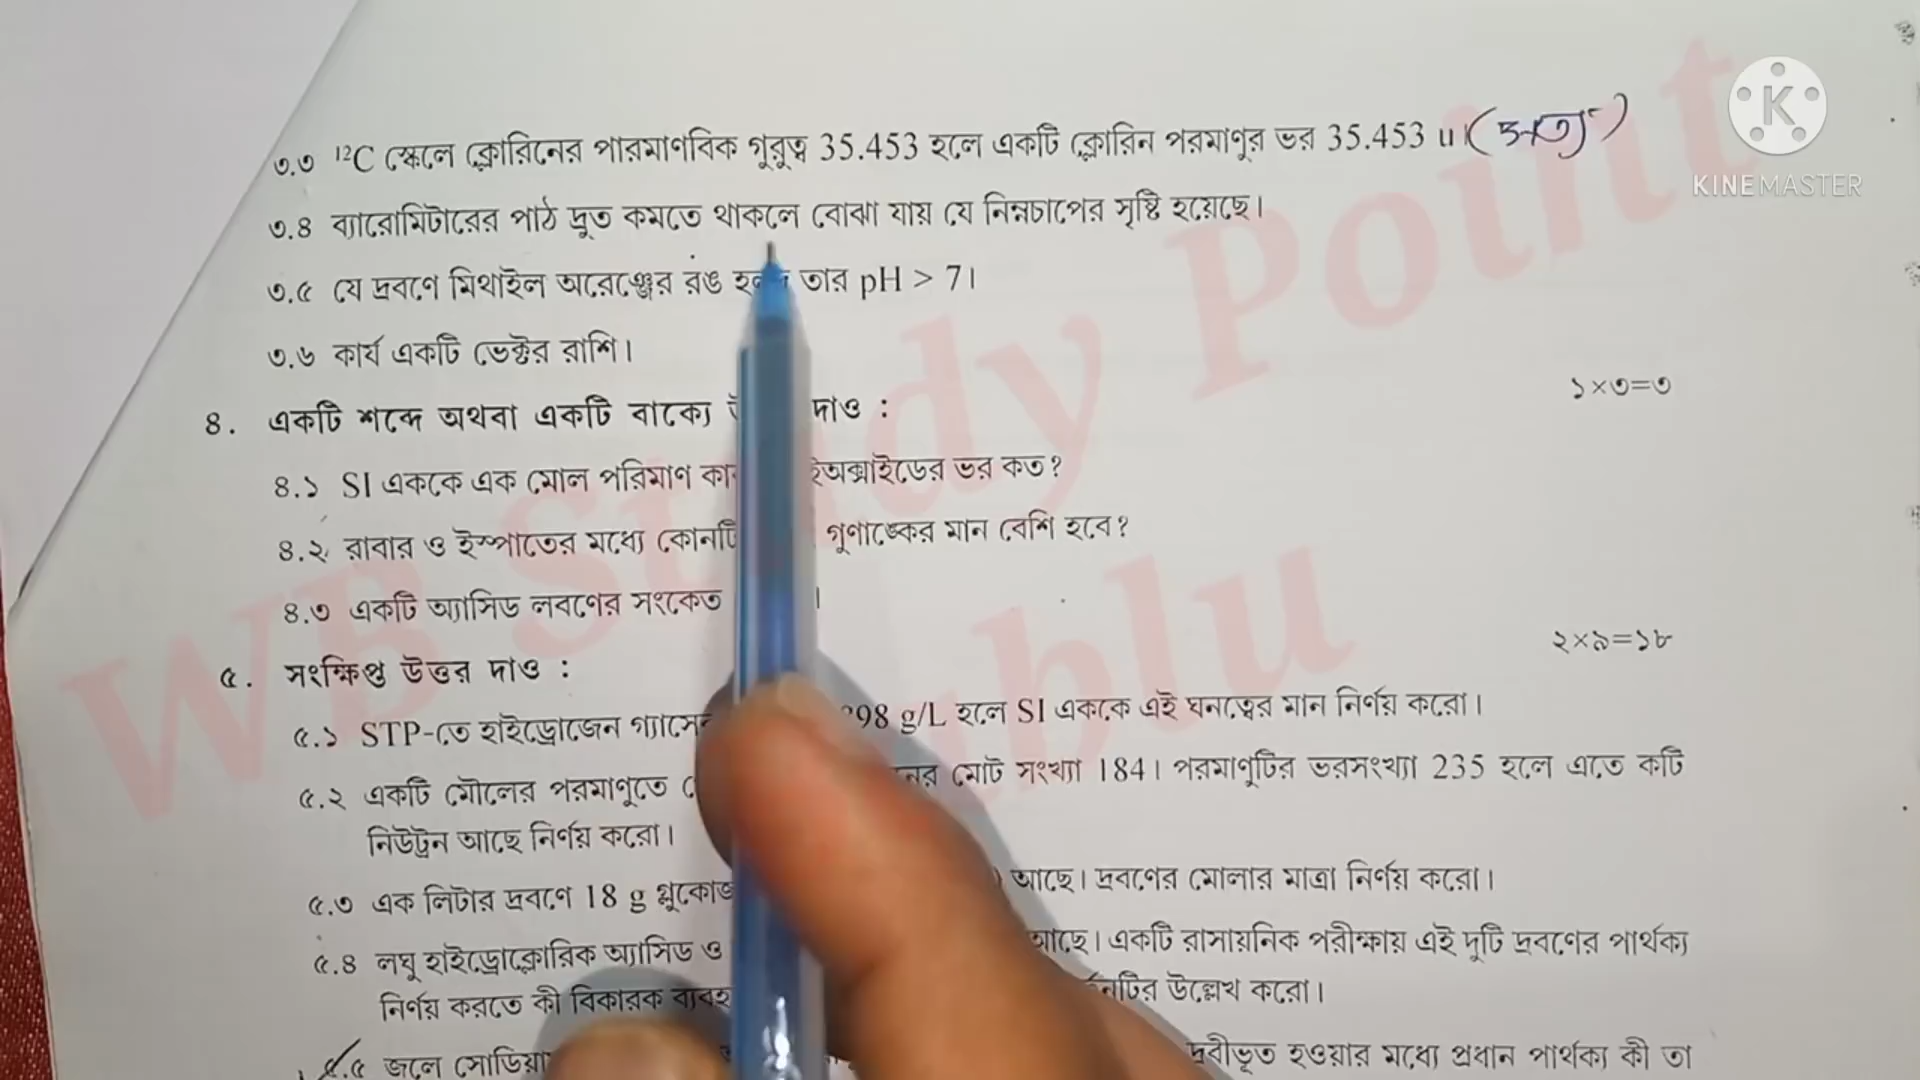 ৩.৩ ¹²C স্কেলে ক্লোরিনের পারমাণবিক গুরুত্ব 35.453 হলে একটি ক্লোরিন পরমাণুর ভর 35.453 u। (সত্য)
KINEMASTER
৩.৪ ব্যারোমিটারের পাঠ দ্রুত কমতে থাকলে বোঝা যায় যে নিম্নচাপের সৃষ্টি হয়েছে।
৩.৫ যে দ্রবণে মিথাইল অরেঞ্জের রঙ তার pH > 7।
৩.৬ কার্য একটি ভেক্টর রাশি।
১×৩=৩
৪. একটি শব্দে অথবা একটি বাক্যে দাও :
৪.১ SI এককে এক মোল পরিমাণ ভর কত?
৪.২ রাবার ও ইস্পাতের মধ্যে কোনটি গুণাঙ্কের মান বেশি হবে?
৪.৩ একটি অ্যাসিড লবণের সংকেত ।
২×৯=১৮
৫. সংক্ষিপ্ত উত্তর দাও :
৫.১ STP-তে হাইড্রোজেন 98 g/L হলে SI এককে এই ঘনত্বের মান নির্ণয় করো।
৫.২ একটি মৌলের পরমাণুতে মোট সংখ্যা 184। পরমাণুটির ভরসংখ্যা 235 হলে এতে কটি
নিউট্রন আছে নির্ণয় করো।
৫.৩ এক লিটার দ্রবণে 18 g আছে। দ্রবণের মোলার মাত্রা নির্ণয় করো।
৫.৪ লঘু হাইড্রোক্লোরিক অ্যাসিড ও আছে। একটি রাসায়নিক পরীক্ষায় এই দুটি দ্রবণের পার্থক্য
নির্ণয় করতে কী বিকারক উল্লেখ করো।
৫.৫ জলে দ্রবীভূত হওয়ার মধ্যে প্রধান পার্থক্য কী তা
WB Study Point